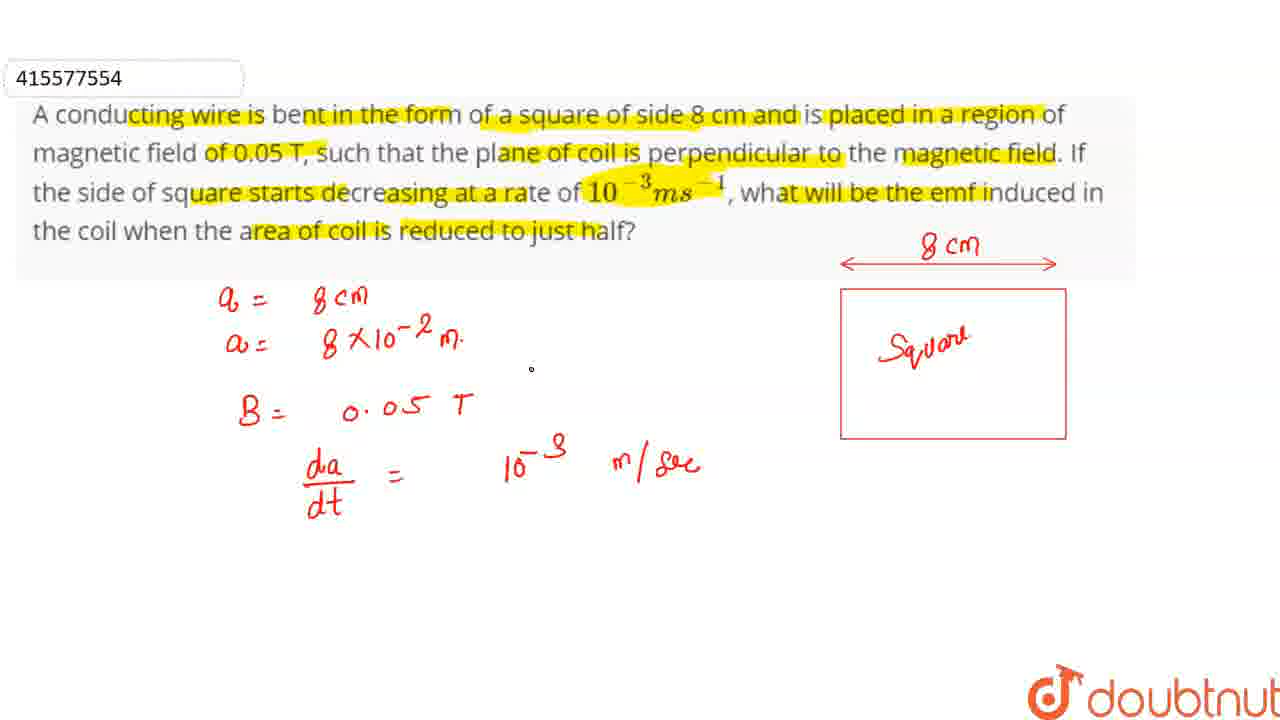 415577554
A conducting wire is bent in the form of a square of side 8 cm and is placed in a region of
magnetic field of 0.05 T, such that the plane of coil is perpendicular to the magnetic field. If
the side of square starts decreasing at a rate of 10⁻³ms⁻¹, what will be the emf induced in
the coil when the area of coil is reduced to just half?
8 cm
a = 8 cm
a = 8 × 10⁻² m.
Square
B = 0.05 T
da/dt = 10⁻³ m/sec
doubtnut